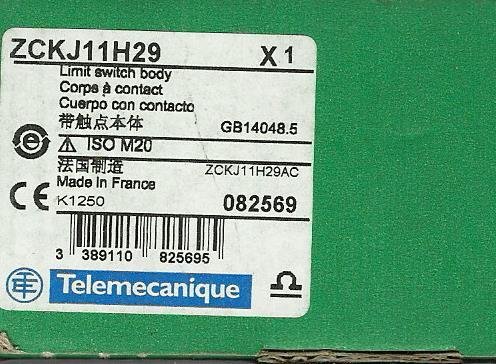 ZCKJ11H29 X 1
Limit switch body
Corps à contact
Cuerpo con contacto
带触点本体 GB14048.5
ISO M20
法国制造 ZCKJ11H29AC
Made in France
CE K1250 082569
3 389110 825695
Telemecanique